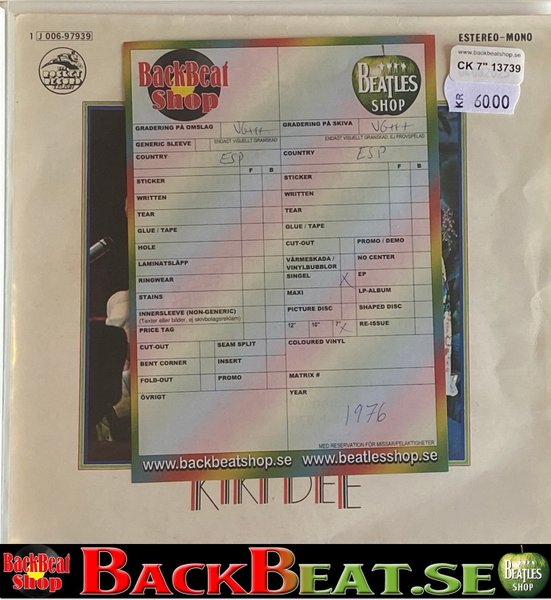 1 J 006-97939
ESTEREO-MONO
www.backbeatshop.se
CK 7" 13739
KR 60.00
BackBeat Shop
BEATLES SHOP
GRADERING PÅ OMSLAG VG++
GRADERING PÅ SKIVA VG++
ENDAST VISUELLT GRANSKAD
ENDAST VISUELLT GRANSKAD, EJ PROVSPELAD
GENERIC SLEEVE
COUNTRY ESP
COUNTRY ESP
F B
F B
STICKER
STICKER
WRITTEN
WRITTEN
TEAR
TEAR
GLUE / TAPE
GLUE / TAPE
HOLE
CUT-OUT
PROMO / DEMO
LAMINATSLÄPP
VÄRMESKADA / VINYLBUBBLOR
NO CENTER
RINGWEAR
SINGEL X
EP
STAINS
MAXI
LP-ALBUM
INNERSLEEVE (NON-GENERIC)
(Texter eller bilder, ej skivbolagsreklam)
PICTURE DISC
SHAPED DISC
PRICE TAG
12" 10" 7" X
RE-ISSUE
CUT-OUT
SEAM SPLIT
COLOURED VINYL
BENT CORNER
INSERT
FOLD-OUT
PROMO
MATRIX #
ÖVRIGT
YEAR
1976
MED RESERVATION FÖR MISSAR/FELAKTIGHETER
www.backbeatshop.se www.beatlesshop.se
KIKI DEE
BackBeat Shop
BACKBEAT.SE
BEATLES SHOP